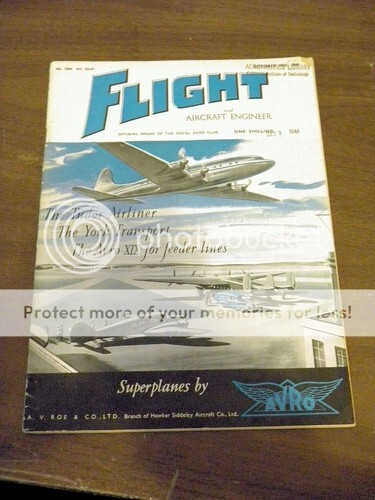 FLIGHT
and
AIRCRAFT ENGINEER
OFFICIAL ORGAN OF THE ROYAL AERO CLUB
ONE SHILLING
The Tudor Airliner
The York Transport
The Avro XIX for feeder lines
photobucket
Protect more of your memories for less!
Superplanes by
AVRO
A. V. ROE & CO., LTD. Branch of Hawker Siddeley Aircraft Co., Ltd.